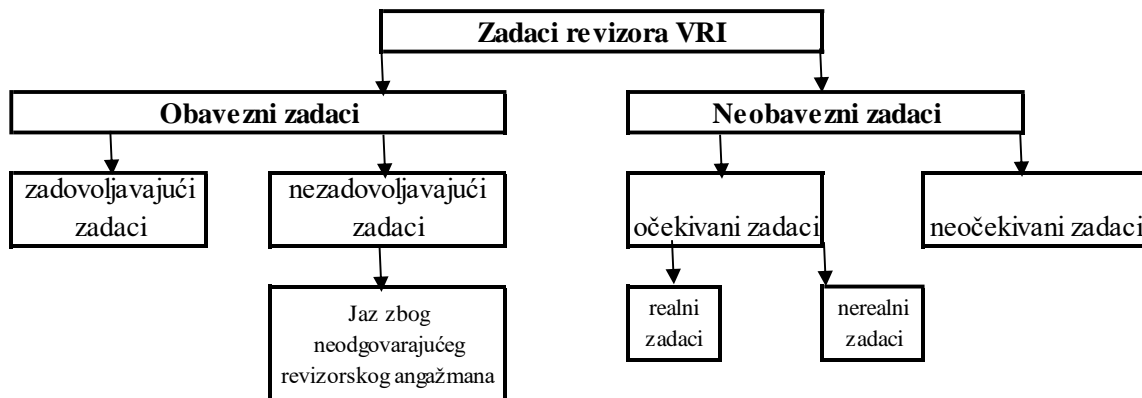 Zadaci revizora VRI
Obavezni zadaci
Neobavezni zadaci
zadovoljavajući
zadaci
nezadovoljavajući
zadaci
očekivani zadaci
neočekivani zadaci
Jaz zbog
neodgovarajućeg
revizorskog angažmana
realni
zadaci
nerealni
zadaci